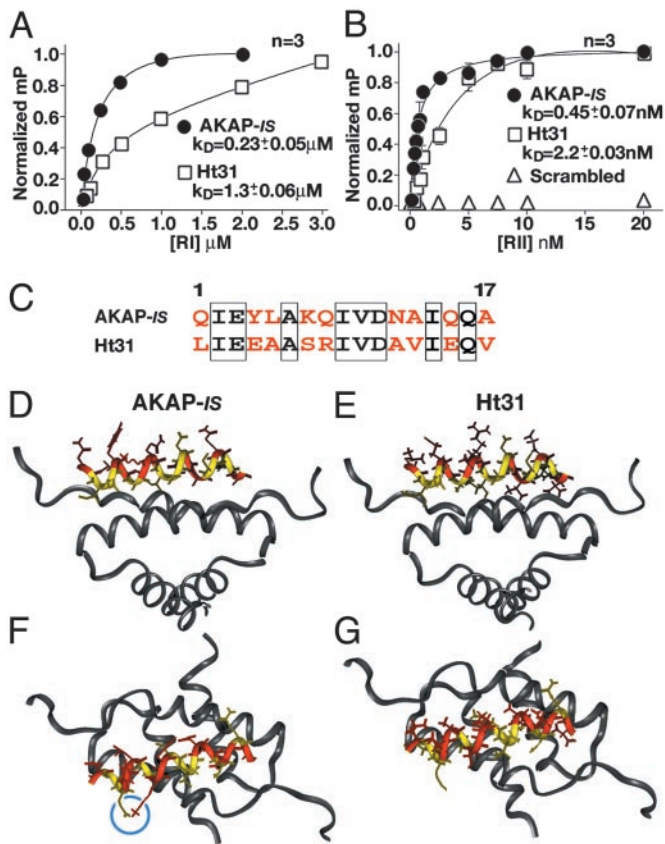 A
n=3
Normalized mP
1.0
0.8
0.6
0.4
0.2
0.0
AKAP-IS
kD=0.23±0.05µM
Ht31
kD=1.3±0.06µM
0.0 0.5 1.0 1.5 2.0 2.5 3.0
[RI] µM
B
n=3
Normalized mP
1.0
0.8
0.6
0.4
0.2
0.0
AKAP-IS
kD=0.45±0.07nM
Ht31
kD=2.2±0.03nM
Scrambled
0 5 10 15 20
[RII] nM
C
1 17
AKAP-IS QIEYLAKQIVDNAIQQA
Ht31 LIEEAASRIVDAVIEQV
D AKAP-IS
E Ht31
F
G